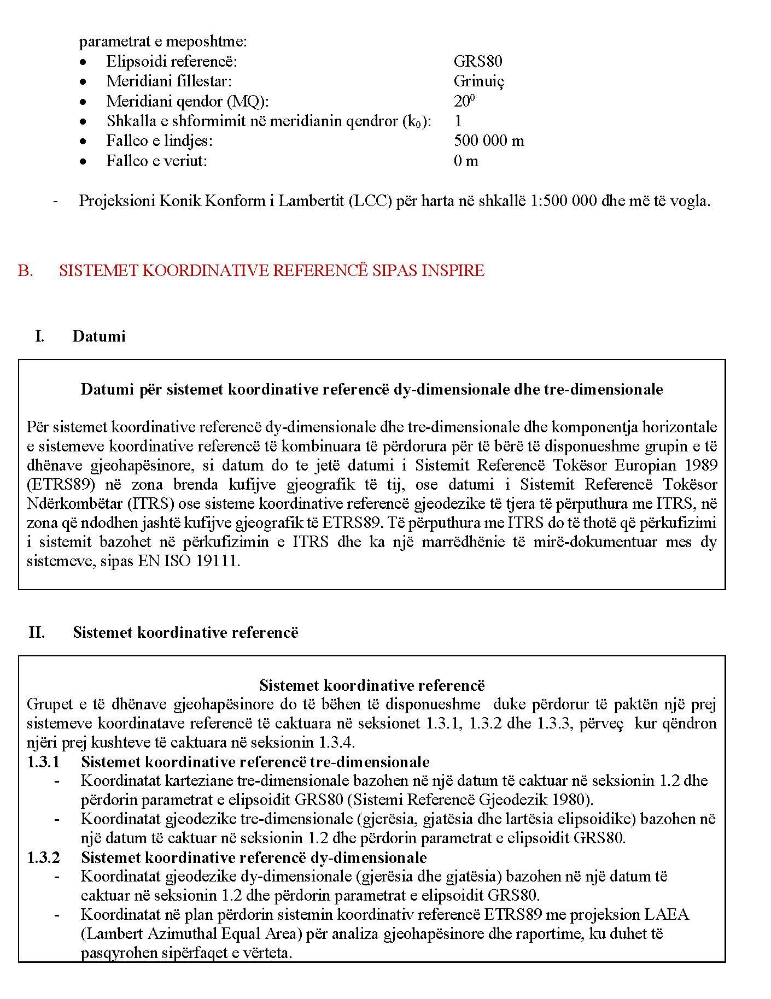 parametrat e meposhtme:
• Elipsoidi referencë: GRS80
• Meridiani fillestar: Grinuiç
• Meridiani qendor (MQ): 20⁰
• Shkalla e shformimit në meridianin qendror (k₀): 1
• Fallco e lindjes: 500 000 m
• Fallco e veriut: 0 m
- Projeksioni Konik Konform i Lambertit (LCC) për harta në shkallë 1:500 000 dhe më të vogla.
B. SISTEMET KOORDINATIVE REFERENCË SIPAS INSPIRE
I. Datumi
Datumi për sistemet koordinative referencë dy-dimensionale dhe tre-dimensionale
Për sistemet koordinative referencë dy-dimensionale dhe tre-dimensionale dhe komponentja horizontale
e sistemeve koordinative referencë të kombinuara të përdorura për të bërë të disponueshme grupin e të
dhënave gjeohapësinore, si datum do te jetë datumi i Sistemit Referencë Tokësor Europian 1989
(ETRS89) në zona brenda kufijve gjeografik të tij, ose datumi i Sistemit Referencë Tokësor
Ndërkombëtar (ITRS) ose sisteme koordinative referencë gjeodezike të tjera të përputhura me ITRS, në
zona që ndodhen jashtë kufijve gjeografik të ETRS89. Të përputhura me ITRS do të thotë që përkufizimi
i sistemit bazohet në përkufizimin e ITRS dhe ka një marrëdhënie të mirë-dokumentuar mes dy
sistemeve, sipas EN ISO 19111.
II. Sistemet koordinative referencë
Sistemet koordinative referencë
Grupet e të dhënave gjeohapësinore do të bëhen të disponueshme duke përdorur të paktën një prej
sistemeve koordinatave referencë të caktuara në seksionet 1.3.1, 1.3.2 dhe 1.3.3, përveç kur qëndron
njëri prej kushteve të caktuara në seksionin 1.3.4.
1.3.1 Sistemet koordinative referencë tre-dimensionale
- Koordinatat karteziane tre-dimensionale bazohen në një datum të caktuar në seksionin 1.2 dhe
përdorin parametrat e elipsoidit GRS80 (Sistemi Referencë Gjeodezik 1980).
- Koordinatat gjeodezike tre-dimensionale (gjerësia, gjatësia dhe lartësia elipsoidike) bazohen në
një datum të caktuar në seksionin 1.2 dhe përdorin parametrat e elipsoidit GRS80.
1.3.2 Sistemet koordinative referencë dy-dimensionale
- Koordinatat gjeodezike dy-dimensionale (gjerësia dhe gjatësia) bazohen në një datum të
caktuar në seksionin 1.2 dhe përdorin parametrat e elipsoidit GRS80.
- Koordinatat në plan përdorin sistemin koordinativ referencë ETRS89 me projeksion LAEA
(Lambert Azimuthal Equal Area) për analiza gjeohapësinore dhe raportime, ku duhet të
pasqyrohen sipërfaqet e vërteta.